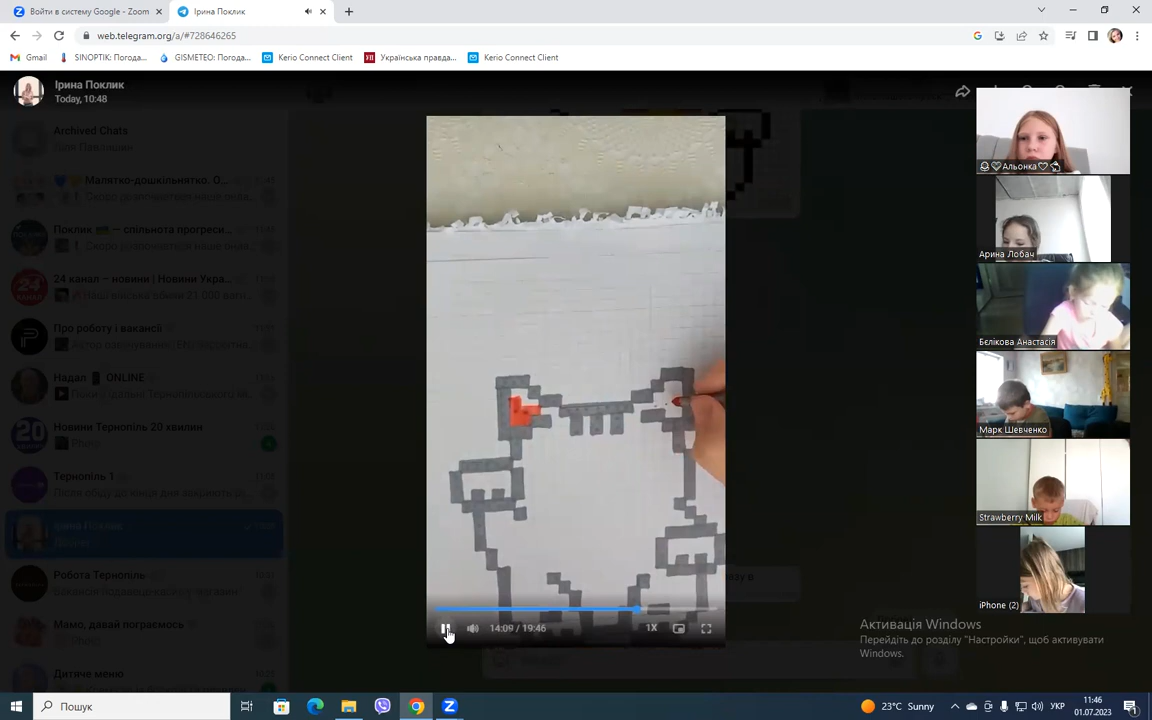 Войти в систему Google - Zoom
Ірина Поклик
web.telegram.org/a/#728646265
Gmail
SINOPTIK: Погода...
GISMETEO: Погода...
Kerio Connect Client
Українська правда...
Kerio Connect Client
Ірина Поклик
Today, 10:48
Archived Chats
Малятко-дошкільнятко. О...
Поклик
— спільнота прогреси...
24 канал – новини | Новини Укра...
Про роботу і вакансії
Надал
ONLINE
Новини Тернопіль 20 хвилин
Photo
Тернопіль 1
Ірина Поклик
Робота Тернопіль
Мамо, давай пограємось
Дитяче меню
14:09 / 19:46
1X
Альонка
Арина Лобач
Бєлікова Анастасія
Марк Шевченко
Strawberry Milk
iPhone (2)
Активація Windows
Перейдіть до розділу "Настройки", щоб активувати
Windows.
Пошук
23°C Sunny
УКР
11:46
01.07.2023